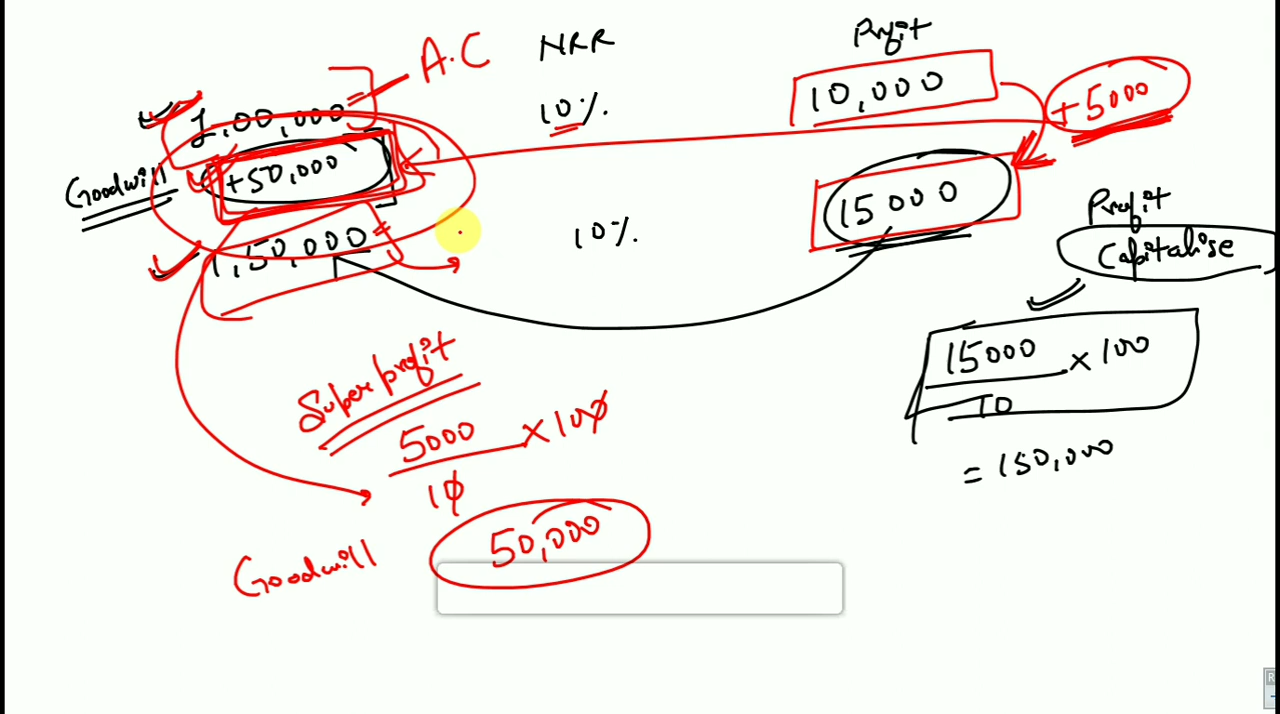 A.C NRR Profit
1,00,000 = 10% 10,000 +5000
Goodwill +50,000
1,50,000 = 10% 15000
Profit
Capitalise
15000 × 100
10
= 150,000
Super profit
5000 × 100
10
Goodwill 50,000
R